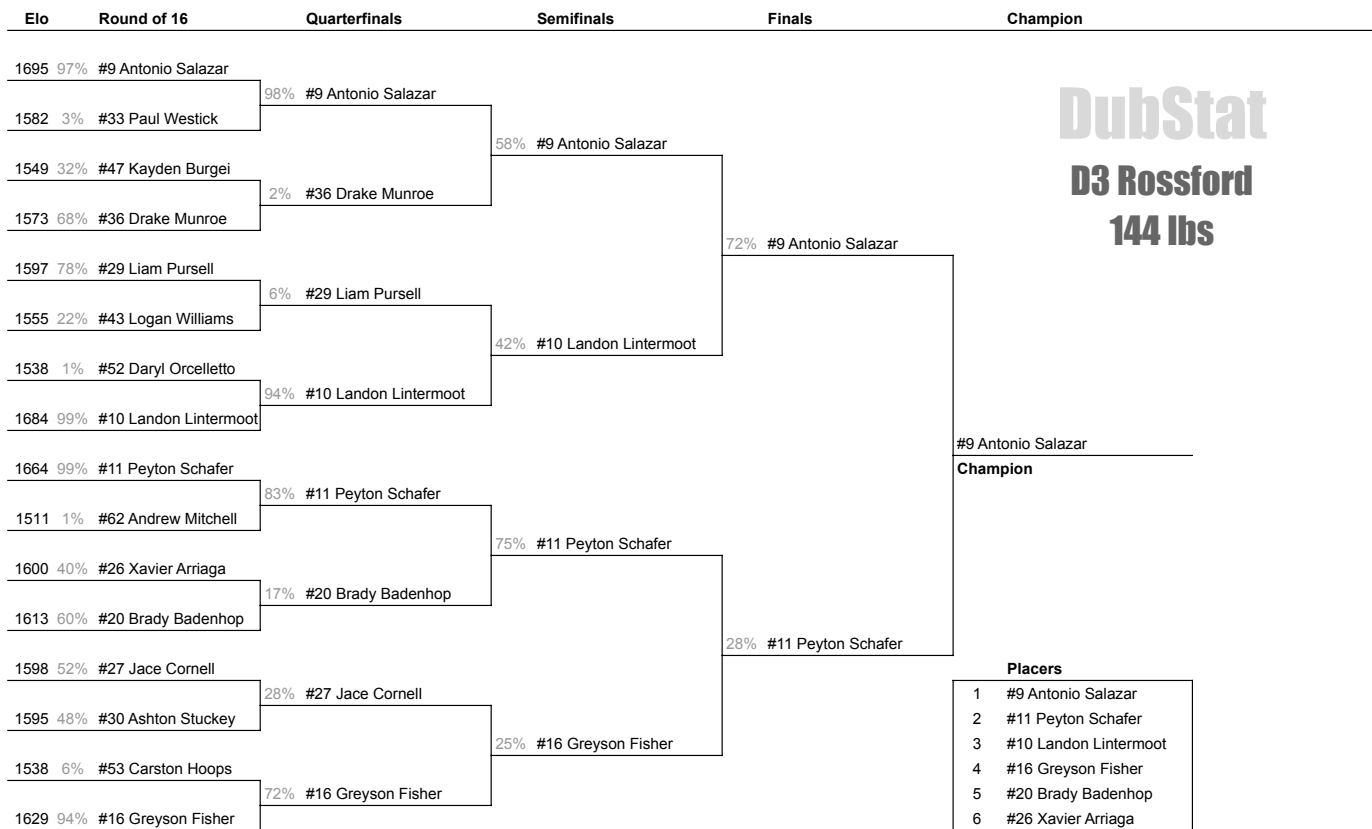 Elo Round of 16 Quarterfinals Semifinals Finals Champion
1695 97% #9 Antonio Salazar
98% #9 Antonio Salazar
1582 3% #33 Paul Westick
58% #9 Antonio Salazar
1549 32% #47 Kayden Burgei
2% #36 Drake Munroe
1573 68% #36 Drake Munroe
72% #9 Antonio Salazar
1597 78% #29 Liam Pursell
6% #29 Liam Pursell
1555 22% #43 Logan Williams
42% #10 Landon Lintermoot
1538 1% #52 Daryl Orcelletto
94% #10 Landon Lintermoot
1684 99% #10 Landon Lintermoot
#9 Antonio Salazar
Champion
1664 99% #11 Peyton Schafer
83% #11 Peyton Schafer
1511 1% #62 Andrew Mitchell
75% #11 Peyton Schafer
1600 40% #26 Xavier Arriaga
17% #20 Brady Badenhop
1613 60% #20 Brady Badenhop
28% #11 Peyton Schafer
1598 52% #27 Jace Cornell
28% #27 Jace Cornell
1595 48% #30 Ashton Stuckey
25% #16 Greyson Fisher
1538 6% #53 Carston Hoops
72% #16 Greyson Fisher
1629 94% #16 Greyson Fisher
DubStat
D3 Rossford
144 lbs
Placers
1 #9 Antonio Salazar
2 #11 Peyton Schafer
3 #10 Landon Lintermoot
4 #16 Greyson Fisher
5 #20 Brady Badenhop
6 #26 Xavier Arriaga